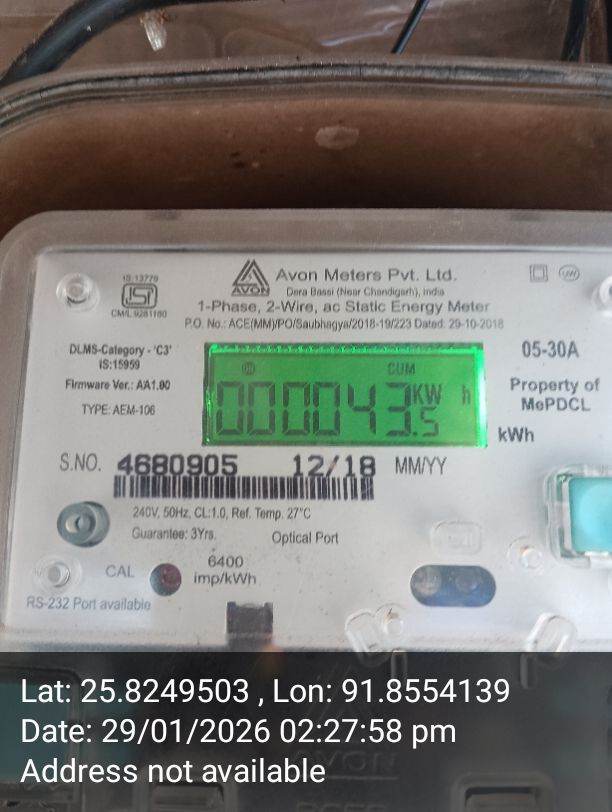 AVON
Avon Meters Pvt. Ltd.
Dera Bassi (Near Chandigarh), India
1-Phase, 2-Wire, ac Static Energy Meter
P.O. No.: ACE(MM)/PO/Saubhagya/2018-19/223 Dated: 29-10-2018
IS:13779
ISI
CM/L 9281160
DLMS-Category - 'C3'
iS:15959
Firmware Ver.: AA1.00
TYPE: AEM-106
CUM
000043.5 KW h
05-30A
Property of
MePDCL
kWh
S.NO. 4680905 12/18 MM/YY
240V, 50Hz, CL:1.0, Ref. Temp. 27°C
Guarantee: 3Yrs.
Optical Port
CAL
6400
imp/kWh
RS-232 Port available
Lat: 25.8249503 , Lon: 91.8554139
Date: 29/01/2026 02:27:58 pm
Address not available